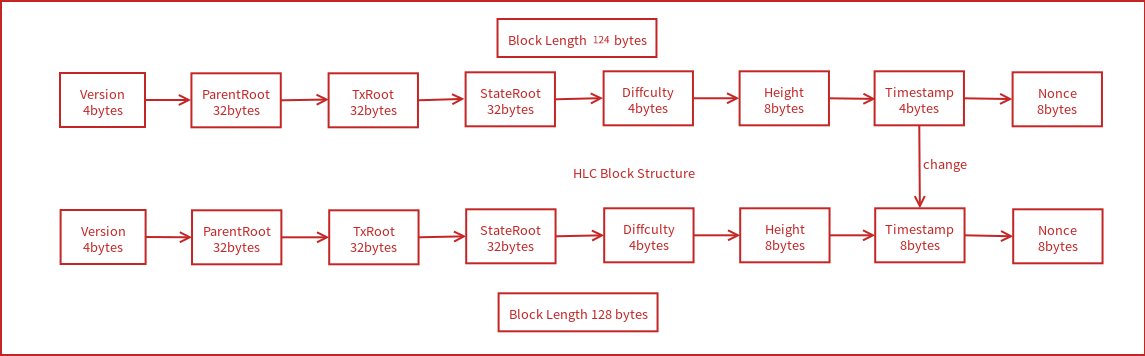 Block Length 124 bytes
Version
4bytes
ParentRoot
32bytes
TxRoot
32bytes
StateRoot
32bytes
Diffculty
4bytes
Height
8bytes
Timestamp
4bytes
Nonce
8bytes
change
HLC Block Structure
Version
4bytes
ParentRoot
32bytes
TxRoot
32bytes
StateRoot
32bytes
Diffculty
4bytes
Height
8bytes
Timestamp
8bytes
Nonce
8bytes
Block Length 128 bytes